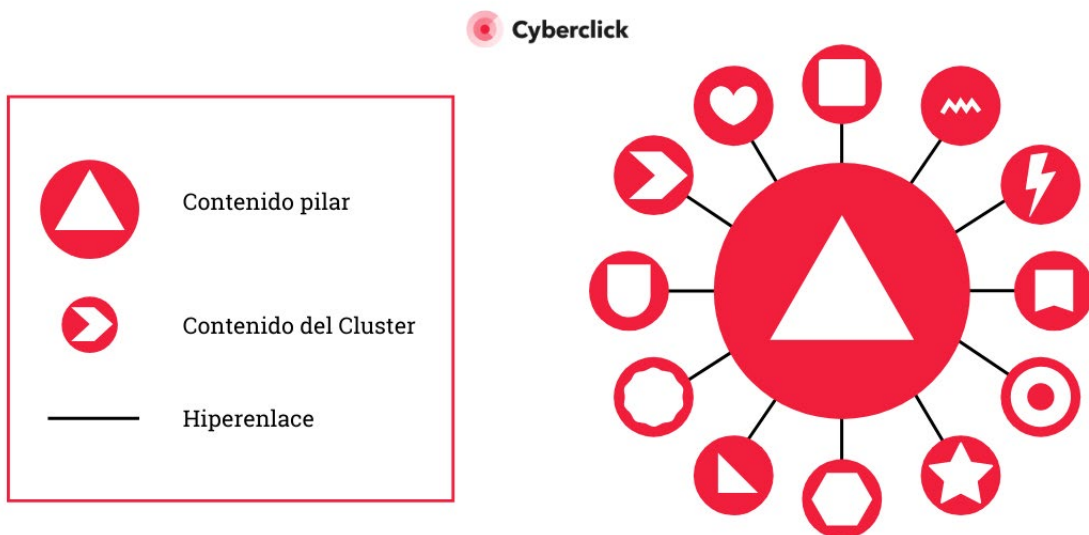 Cyberclick
Contenido pilar
Contenido del Cluster
Hiperenlace